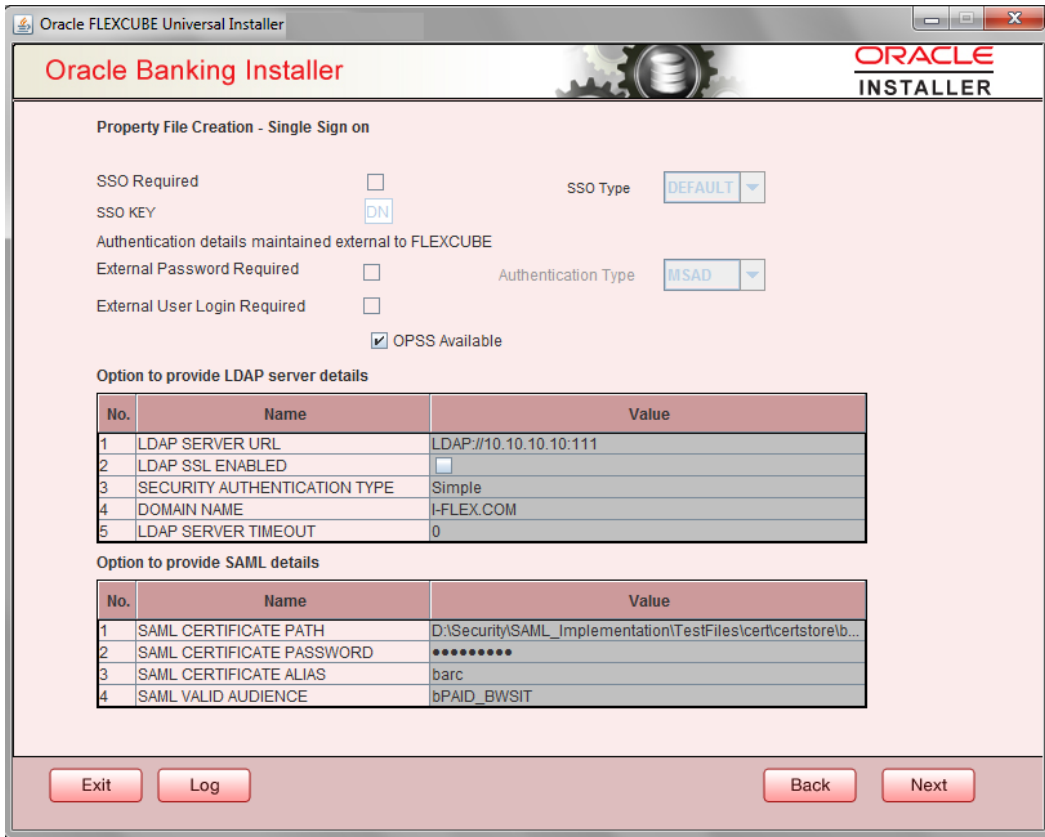 Oracle FLEXCUBE Universal Installer
Oracle Banking Installer
ORACLE
INSTALLER
Property File Creation - Single Sign on
SSO Required
SSO Type DEFAULT
SSO KEY DN
Authentication details maintained external to FLEXCUBE
External Password Required
Authentication Type MSAD
External User Login Required
OPSS Available
Option to provide LDAP server details
No. Name Value
1 LDAP SERVER URL LDAP://10.10.10.10:111
2 LDAP SSL ENABLED
3 SECURITY AUTHENTICATION TYPE Simple
4 DOMAIN NAME I-FLEX.COM
5 LDAP SERVER TIMEOUT 0
Option to provide SAML details
No. Name Value
1 SAML CERTIFICATE PATH D:\Security\SAML_Implementation\TestFiles\cert\certstore\b...
2 SAML CERTIFICATE PASSWORD •••••••••
3 SAML CERTIFICATE ALIAS barc
4 SAML VALID AUDIENCE bPAID_BWSIT
Exit Log Back Next